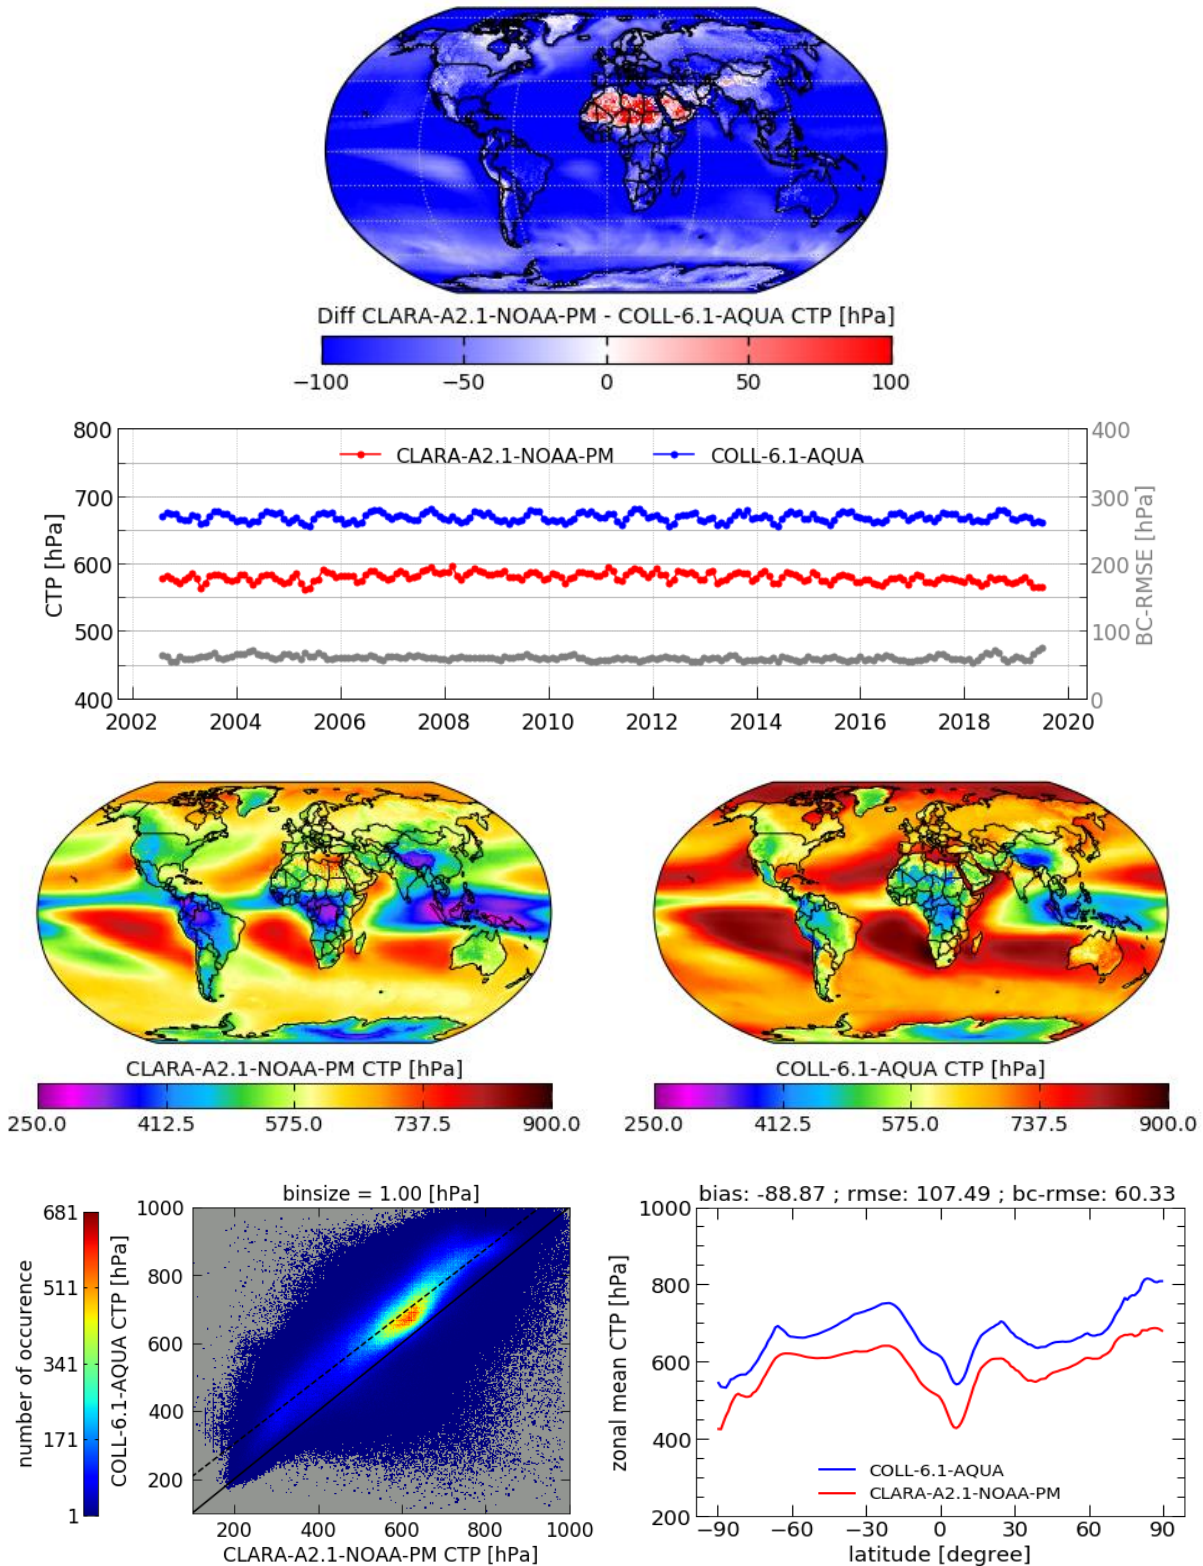 Diff CLARA-A2.1-NOAA-PM - COLL-6.1-AQUA CTP [hPa]
−100 −50 0 50 100
CLARA-A2.1-NOAA-PM COLL-6.1-AQUA
CTP [hPa]
800
700
600
500
400
BC-RMSE [hPa]
400
300
200
100
0
2002 2004 2006 2008 2010 2012 2014 2016 2018 2020
CLARA-A2.1-NOAA-PM CTP [hPa]
250.0 412.5 575.0 737.5 900.0
COLL-6.1-AQUA CTP [hPa]
250.0 412.5 575.0 737.5 900.0
binsize = 1.00 [hPa]
number of occurence
681
511
341
171
1
COLL-6.1-AQUA CTP [hPa]
1000
800
600
400
200
200 400 600 800 1000
CLARA-A2.1-NOAA-PM CTP [hPa]
bias: -88.87 ; rmse: 107.49 ; bc-rmse: 60.33
zonal mean CTP [hPa]
1000
800
600
400
200
COLL-6.1-AQUA
CLARA-A2.1-NOAA-PM
−90 −60 −30 0 30 60 90
latitude [degree]